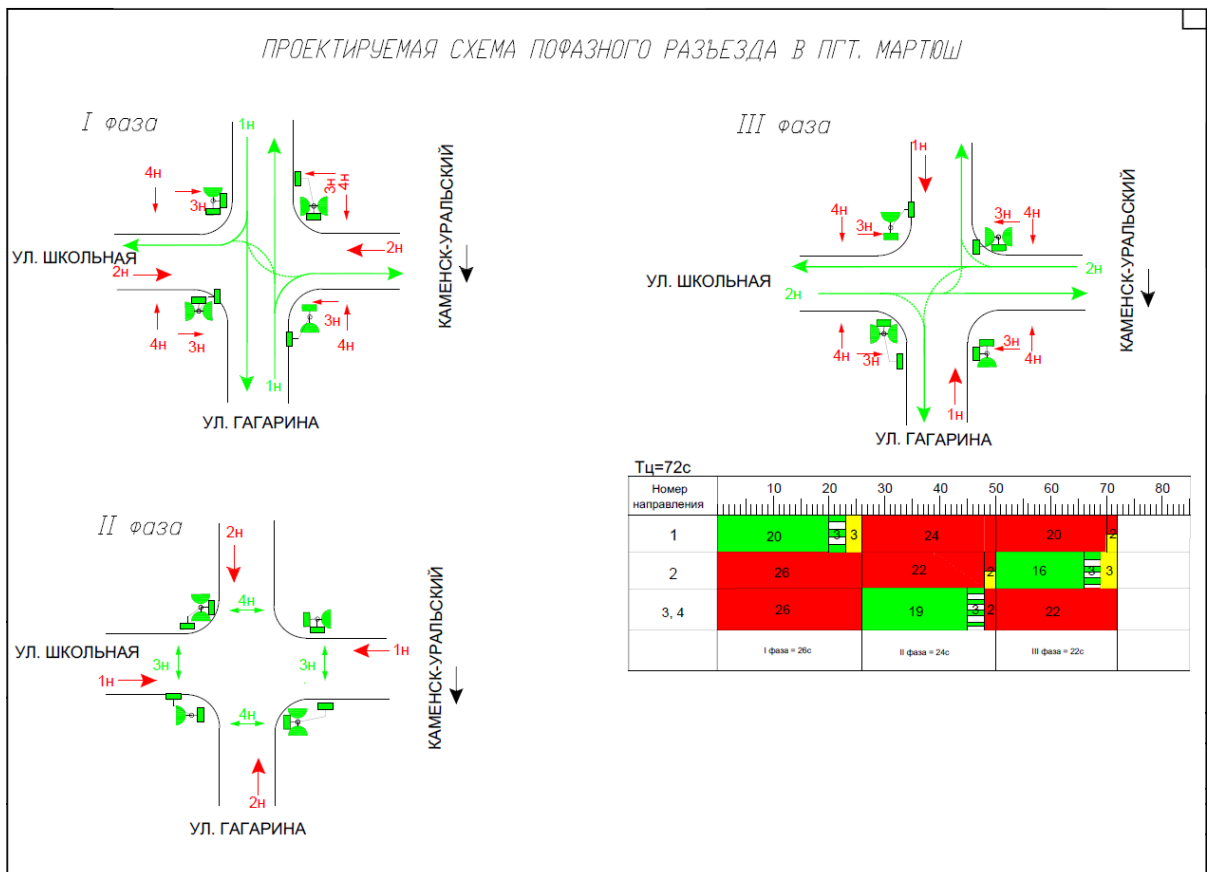 ПРОЕКТИРУЕМАЯ СХЕМА ПОФАЗНОГО РАЗЪЕЗДА В ПГТ. МАРТЮШ
I фаза
1н
4н
3н
3н
4н
УЛ. ШКОЛЬНАЯ
2н
2н
КАМЕНСК-УРАЛЬСКИЙ
4н
3н
3н
4н
1н
УЛ. ГАГАРИНА
III фаза
1н
4н
3н
3н
4н
УЛ. ШКОЛЬНАЯ
2н
2н
КАМЕНСК-УРАЛЬСКИЙ
4н
3н
3н
4н
1н
УЛ. ГАГАРИНА
II фаза
2н
4н
УЛ. ШКОЛЬНАЯ
3н
3н
1н
1н
КАМЕНСК-УРАЛЬСКИЙ
4н
2н
УЛ. ГАГАРИНА
Тц=72с
Номер направления 10 20 30 40 50 60 70 80
1 20 3 3 24 20 2
2 26 22 2 16 3 3
3, 4 26 19 3 2 22
I фаза = 26с II фаза = 24с III фаза = 22с